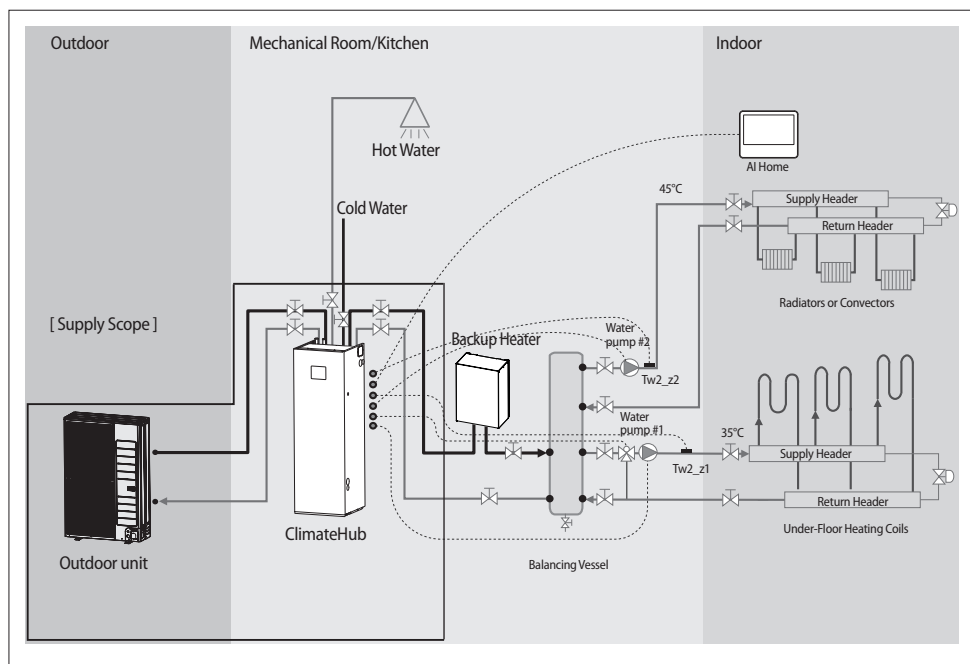 Outdoor
Mechanical Room/Kitchen
Indoor
Hot Water
AI Home
Cold Water
45°C
Supply Header
Return Header
Radiators or Convectors
[ Supply Scope ]
Backup Heater
Water
pump #2
Tw2_z2
Water
pump #1
Tw2_z1
35°C
Supply Header
Return Header
Under-Floor Heating Coils
ClimateHub
Outdoor unit
Balancing Vessel